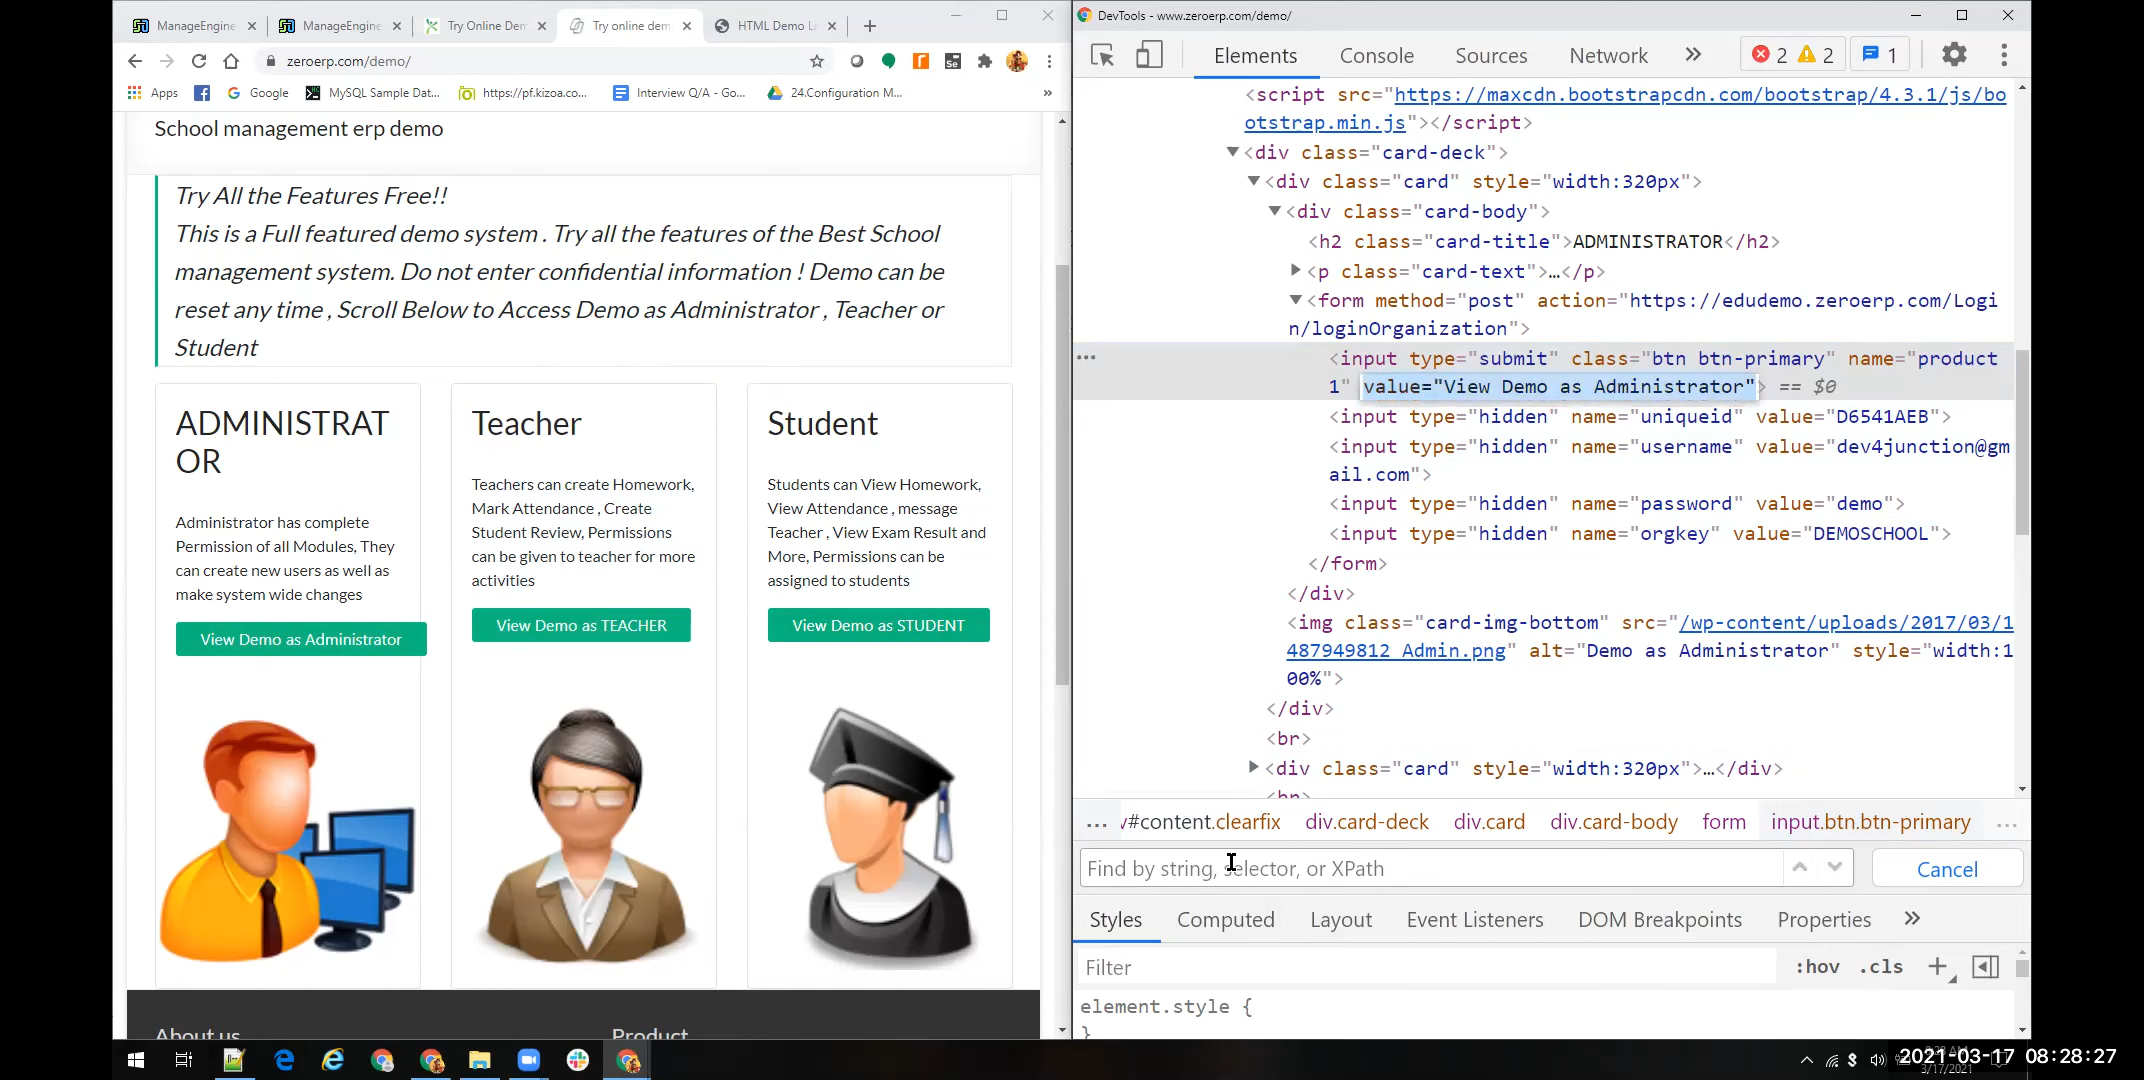 ManageEngine
ManageEngine
Try Online Den
Try online dem
HTML Demo La
zeroerp.com/demo/
Apps
Google
MySQL Sample Dat...
https://pf.kizoa.co...
Interview Q/A - Go...
24.Configuration M...
»
School management erp demo
Try All the Features Free!!
This is a Full featured demo system . Try all the features of the Best School
management system. Do not enter confidential information ! Demo can be
reset any time , Scroll Below to Access Demo as Administrator , Teacher or
Student
ADMINISTRAT
OR
Administrator has complete
Permission of all Modules, They
can create new users as well as
make system wide changes
View Demo as Administrator
Teacher
Teachers can create Homework,
Mark Attendance , Create
Student Review, Permissions
can be given to teacher for more
activities
View Demo as TEACHER
Student
Students can View Homework,
View Attendance , message
Teacher , View Exam Result and
More, Permissions can be
assigned to students
View Demo as STUDENT
About us
Product
DevTools - www.zeroerp.com/demo/
Elements
Console
Sources
Network
»
2
2
1
<script src="https://maxcdn.bootstrapcdn.com/bootstrap/4.3.1/js/bo
otstrap.min.js"></script>
<div class="card-deck">
<div class="card" style="width:320px">
<div class="card-body">
<h2 class="card-title">ADMINISTRATOR</h2>
<p class="card-text">…</p>
<form method="post" action="https://edudemo.zeroerp.com/Logi
n/loginOrganization">
<input type="submit" class="btn btn-primary" name="product
1" value="View Demo as Administrator"> == $0
<input type="hidden" name="uniqueid" value="D6541AEB">
<input type="hidden" name="username" value="dev4junction@gm
ail.com">
<input type="hidden" name="password" value="demo">
<input type="hidden" name="orgkey" value="DEMOSCHOOL">
</form>
</div>
<img class="card-img-bottom" src="/wp-content/uploads/2017/03/1
487949812_Admin.png" alt="Demo as Administrator" style="width:1
00%">
</div>
<br>
<div class="card" style="width:320px">…</div>
<br>
... v#content.clearfix div.card-deck div.card div.card-body form input.btn.btn-primary ...
Find by string, selector, or XPath
Cancel
Styles
Computed
Layout
Event Listeners
DOM Breakpoints
Properties
»
Filter
:hov
.cls
element.style {
}
2021-03-17 08:28:27
3/17/2021